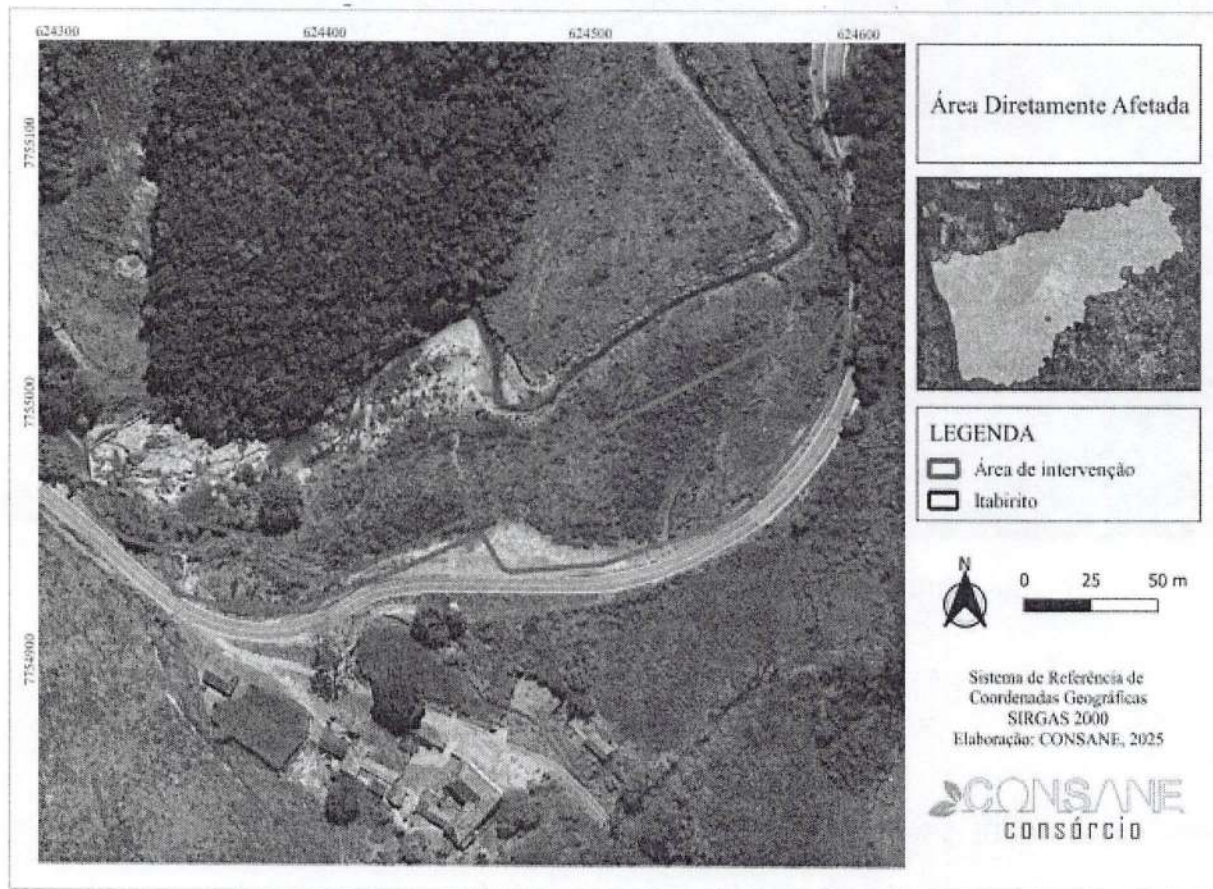 624300 624400 624500 624600
7755100
7755000
7754900
Área Diretamente Afetada
LEGENDA
Área de intervenção
Itabirito
N
0 25 50 m
Sistema de Referência de
Coordenadas Geográficas
SIRGAS 2000
Elaboração: CONSANE, 2025
CONSANE
consórcio